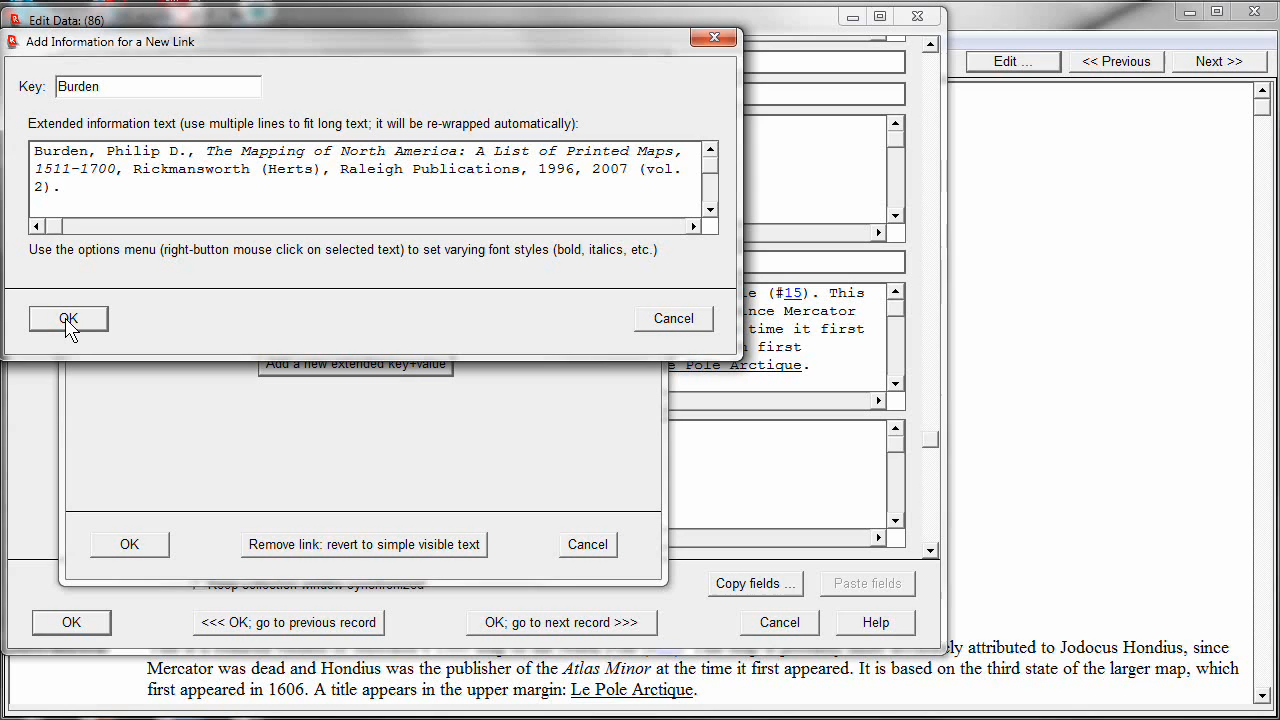 Edit Data: (86)
Add Information for a New Link
Edit ...
<< Previous
Next >>
Key: Burden
Extended information text (use multiple lines to fit long text; it will be re-wrapped automatically):
Burden, Philip D., The Mapping of North America: A List of Printed Maps,
1511-1700, Rickmansworth (Herts), Raleigh Publications, 1996, 2007 (vol.
2).
Use the options menu (right-button mouse click on selected text) to set varying font styles (bold, italics, etc.)
(#15). This
Mercator
time it first
first
Pole Arctique.
OK
Cancel
Add a new extended key+value
OK
Remove link: revert to simple visible text
Cancel
Keep selection window synchronized
Copy fields ...
Paste fields
OK
<<< OK; go to previous record
OK; go to next record >>>
Cancel
Help
attributed to Jodocus Hondius, since
Mercator was dead and Hondius was the publisher of the Atlas Minor at the time it first appeared. It is based on the third state of the larger map, which
first appeared in 1606. A title appears in the upper margin: Le Pole Arctique.